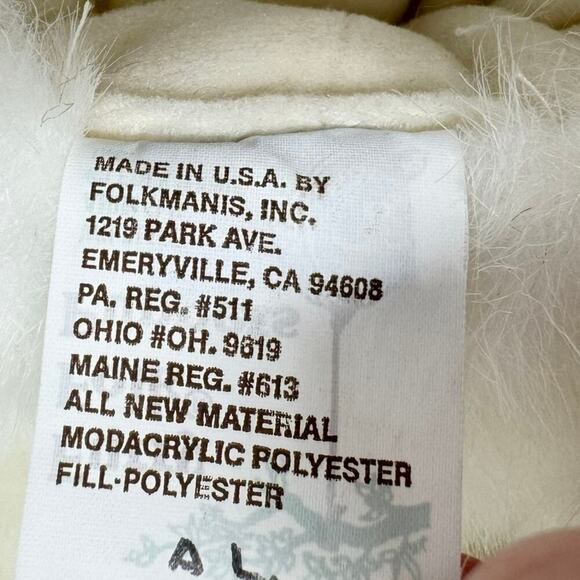 MADE IN U.S.A. BY
FOLKMANIS, INC.
1219 PARK AVE.
EMERYVILLE, CA 94608
PA. REG. #511
OHIO #OH. 9619
MAINE REG. #613
ALL NEW MATERIAL
MODACRYLIC POLYESTER
FILL-POLYESTER
A L